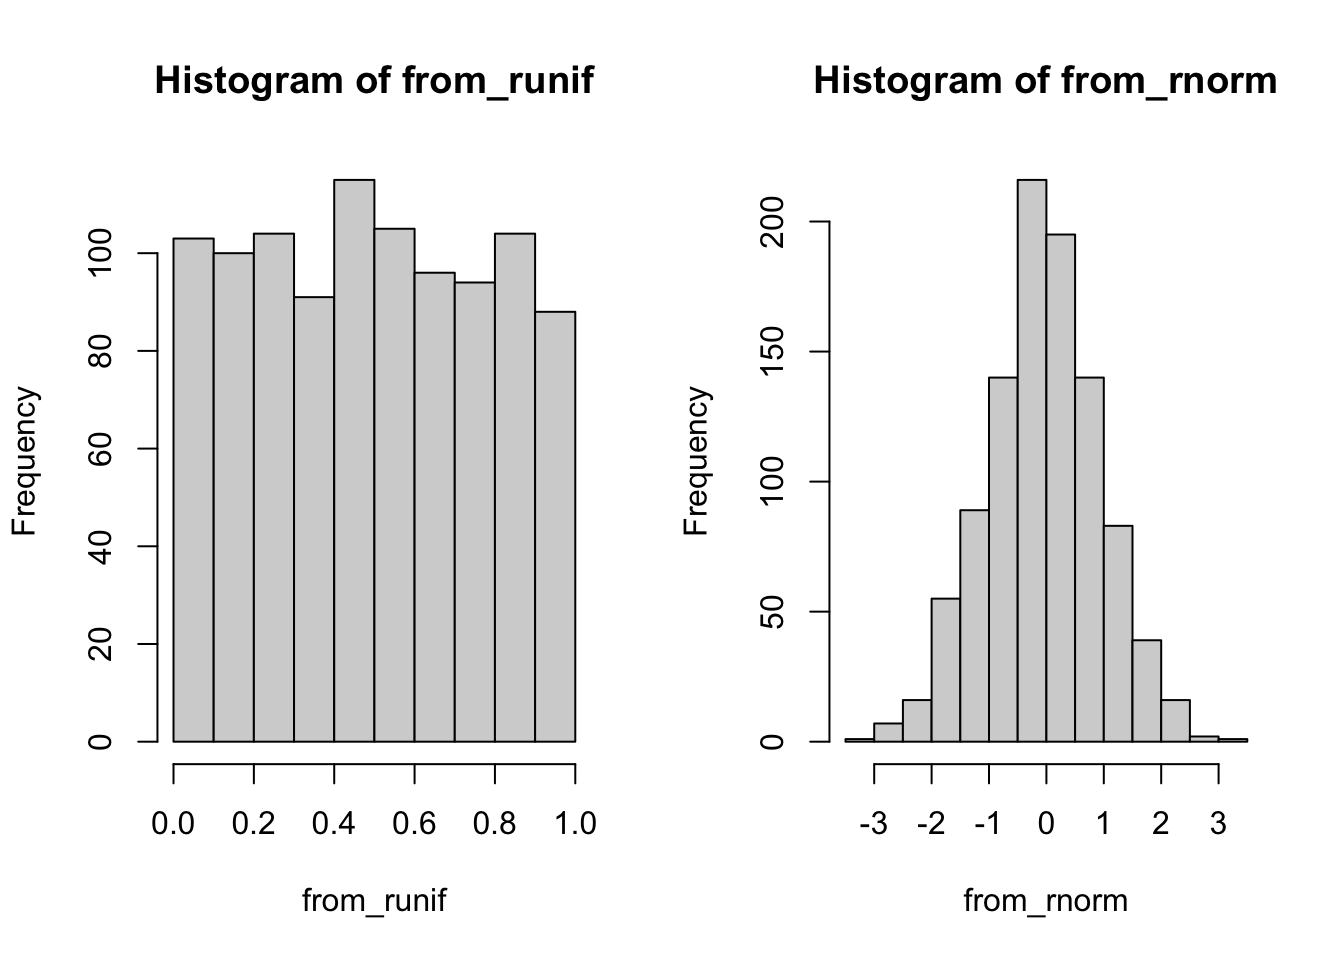 Histogram of from_runif
Frequency
0 20 40 60 80 100
0.0 0.2 0.4 0.6 0.8 1.0
from_runif
Histogram of from_rnorm
Frequency
0 50 100 150 200
-3 -2 -1 0 1 2 3
from_rnorm